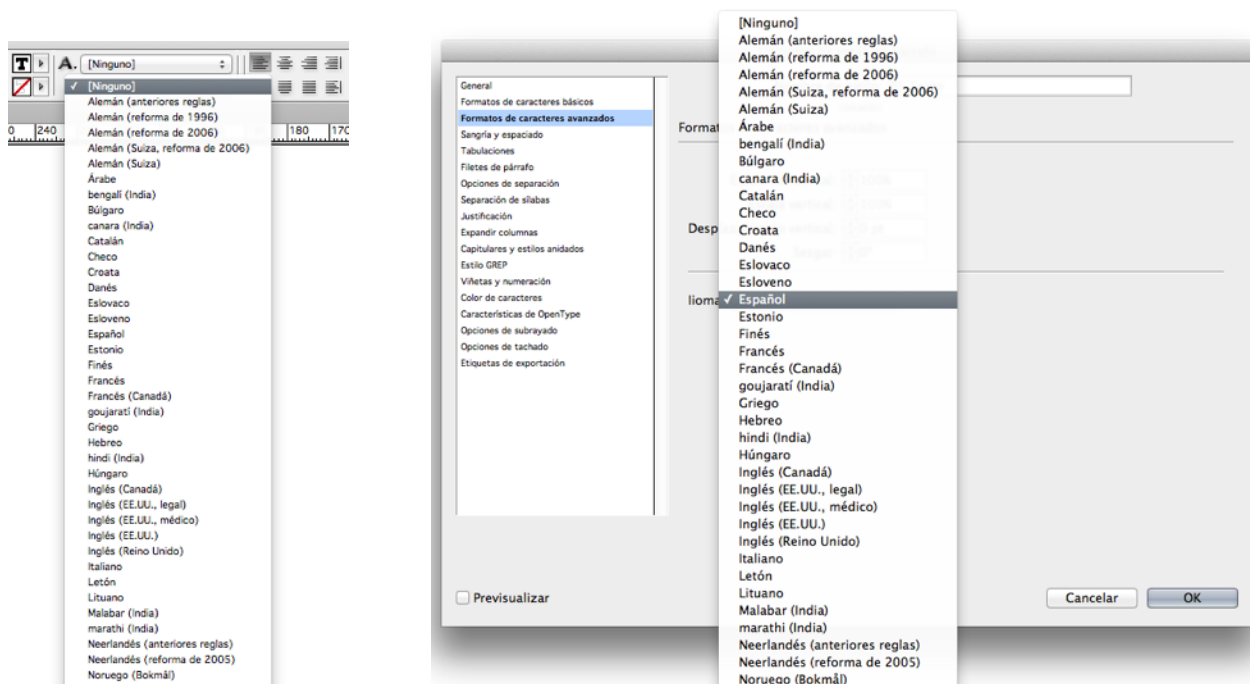 A. [Ninguno]
✓ [Ninguno]
Alemán (anteriores reglas)
Alemán (reforma de 1996)
Alemán (reforma de 2006)
Alemán (Suiza, reforma de 2006)
Alemán (Suiza)
Árabe
bengalí (India)
Búlgaro
canara (India)
Catalán
Checo
Croata
Danés
Eslovaco
Esloveno
Español
Estonio
Finés
Francés
Francés (Canadá)
goujaratí (India)
Griego
Hebreo
hindi (India)
Húngaro
Inglés (Canadá)
Inglés (EE.UU., legal)
Inglés (EE.UU., médico)
Inglés (EE.UU.)
Inglés (Reino Unido)
Italiano
Letón
Lituano
Malabar (India)
marathi (India)
Neerlandés (anteriores reglas)
Neerlandés (reforma de 2005)
Noruego (Bokmål)
0 240 180 170
General
Formatos de caracteres básicos
Formatos de caracteres avanzados
Sangría y espaciado
Tabulaciones
Filetes de párrafo
Opciones de separación
Separación de sílabas
Justificación
Expandir columnas
Capitulares y estilos anidados
Estilo GREP
Viñetas y numeración
Color de caracteres
Características de OpenType
Opciones de subrayado
Opciones de tachado
Etiquetas de exportación
Previsualizar
Format
Desp
lioma
[Ninguno]
Alemán (anteriores reglas)
Alemán (reforma de 1996)
Alemán (reforma de 2006)
Alemán (Suiza, reforma de 2006)
Alemán (Suiza)
Árabe
bengalí (India)
Búlgaro
canara (India)
Catalán
Checo
Croata
Danés
Eslovaco
Esloveno
✓ Español
Estonio
Finés
Francés
Francés (Canadá)
goujaratí (India)
Griego
Hebreo
hindi (India)
Húngaro
Inglés (Canadá)
Inglés (EE.UU., legal)
Inglés (EE.UU., médico)
Inglés (EE.UU.)
Inglés (Reino Unido)
Italiano
Letón
Lituano
Malabar (India)
marathi (India)
Neerlandés (anteriores reglas)
Neerlandés (reforma de 2005)
Noruego (Bokmål)
Cancelar
OK